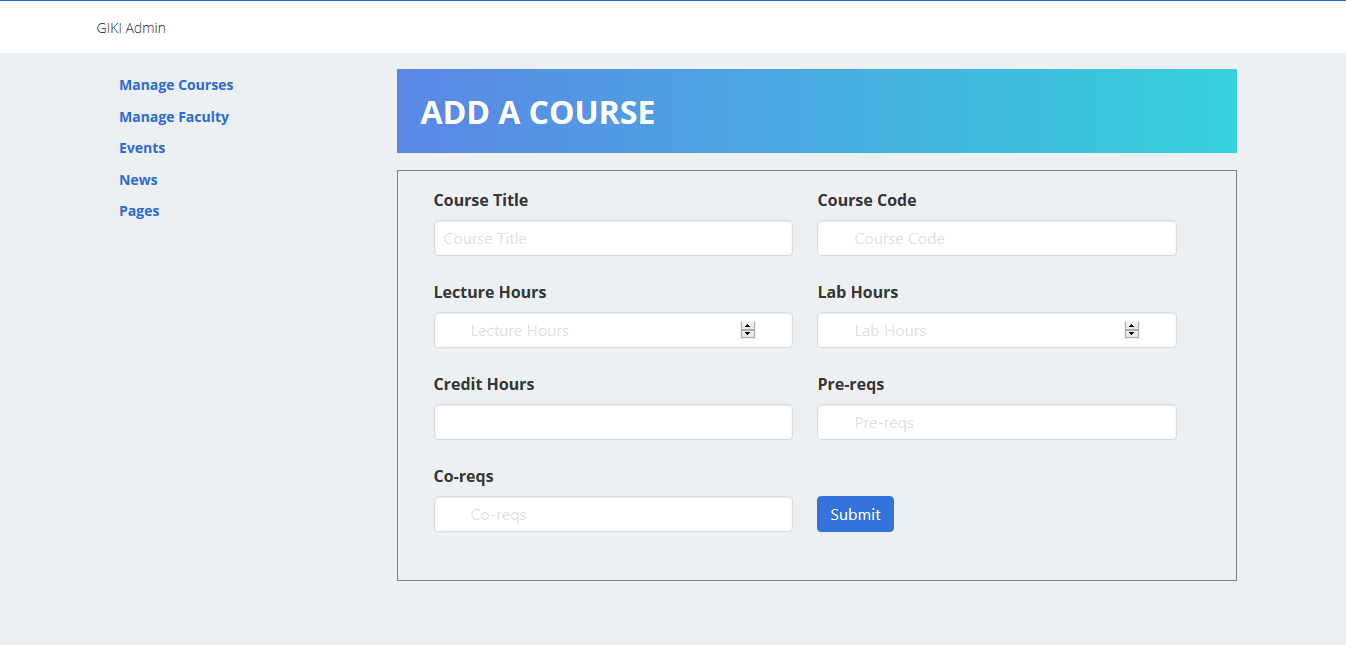 GIKI Admin
Manage Courses
Manage Faculty
Events
News
Pages
ADD A COURSE
Course Title
Course Code
Course Title
Course Code
Lecture Hours
Lab Hours
Lecture Hours
Lab Hours
Credit Hours
Pre-reqs
Pre-reqs
Co-reqs
Co-reqs
Submit